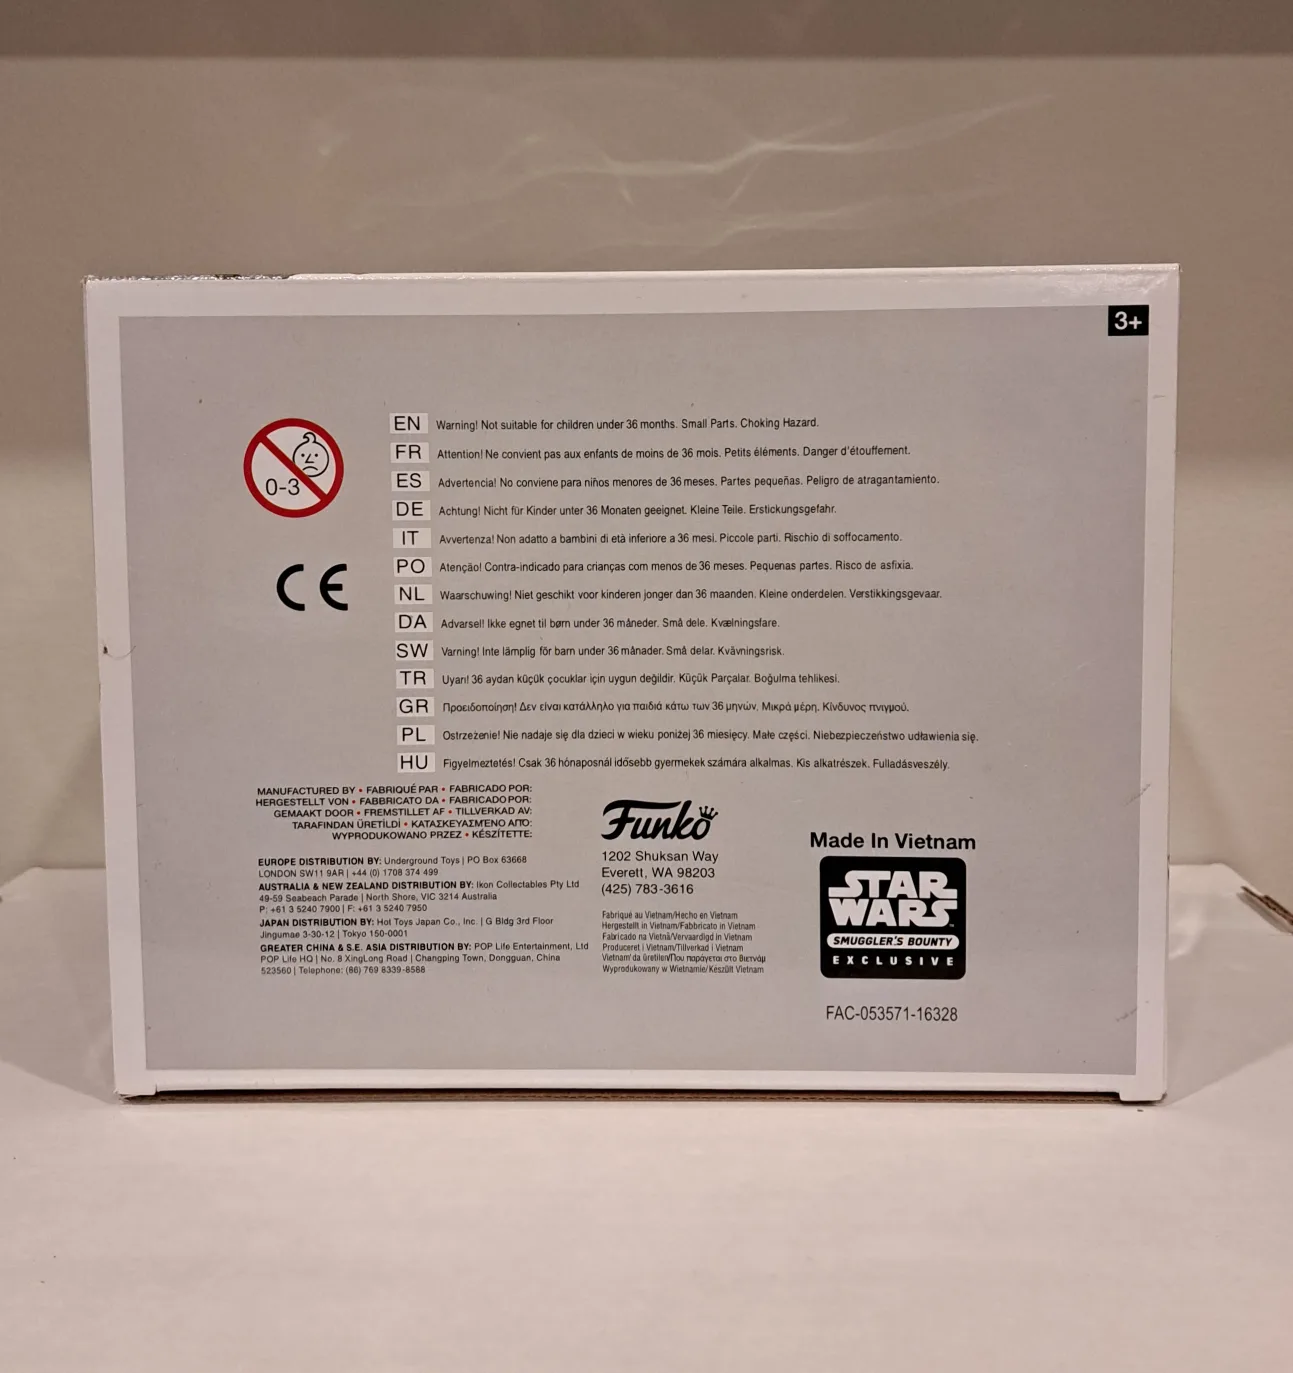 3+
0-3
CE
EN Warning! Not suitable for children under 36 months. Small Parts. Choking Hazard.
FR Attention! Ne convient pas aux enfants de moins de 36 mois. Petits éléments. Danger d'étouffement.
ES Advertencia! No conviene para niños menores de 36 meses. Partes pequeñas. Peligro de atragantamiento.
DE Achtung! Nicht für Kinder unter 36 Monaten geeignet. Kleine Teile. Erstickungsgefahr.
IT Avvertenza! Non adatto a bambini di età inferiore a 36 mesi. Piccole parti. Rischio di soffocamento.
PO Atenção! Contra-indicado para crianças com menos de 36 meses. Pequenas partes. Risco de asfixia.
NL Waarschuwing! Niet geschikt voor kinderen jonger dan 36 maanden. Kleine onderdelen. Verstikkingsgevaar.
DA Advarsel! Ikke egnet til børn under 36 måneder. Små dele. Kvælningsfare.
SW Varning! Inte lämplig för barn under 36 månader. Små delar. Kvävningsrisk.
TR Uyarı! 36 aydan küçük çocuklar için uygun değildir. Küçük Parçalar. Boğulma tehlikesi.
GR Προειδοποίηση! Δεν είναι κατάλληλο για παιδιά κάτω των 36 μηνών. Μικρά μέρη. Κίνδυνος πνιγμού.
PL Ostrzeżenie! Nie nadaje się dla dzieci w wieku poniżej 36 miesięcy. Małe części. Niebezpieczeństwo udławienia się.
HU Figyelmeztetés! Csak 36 hónaposnál idősebb gyermekek számára alkalmas. Kis alkatrészek. Fulladásveszély.
MANUFACTURED BY • FABRIQUÉ PAR • FABRICADO POR:
HERGESTELLT VON • FABBRICATO DA • FABRICADO POR:
GEMAAKT DOOR • FREMSTILLET AF • TILLVERKAD AV:
TARAFINDAN ÜRETİLDİ • ΚΑΤΑΣΚΕΥΑΣΜΈΝΟ ΑΠΌ:
WYPRODUKOWANO PRZEZ • KÉSZÍTETTE:
EUROPE DISTRIBUTION BY: Underground Toys | PO Box 63668
LONDON SW11 9AR | +44 (0) 1708 374 499
AUSTRALIA & NEW ZEALAND DISTRIBUTION BY: Ikon Collectables Pty Ltd
49-59 Seabeach Parade | North Shore, VIC 3214 Australia
P: +61 3 5240 7900 | F: +61 3 5240 7950
JAPAN DISTRIBUTION BY: Hot Toys Japan Co., Inc. | G Bldg 3rd Floor
Jingumae 3-30-12 | Tokyo 150-0001
GREATER CHINA & S.E. ASIA DISTRIBUTION BY: POP Life Entertainment, Ltd
POP Life HQ | No. 8 XingLong Road | Changping Town, Dongguan, China
523560 | Telephone: (86) 769 8339-8588
Funko
1202 Shuksan Way
Everett, WA 98203
(425) 783-3616
Fabriqué au Vietnam/Hecho en Vietnam
Hergestellt in Vietnam/Fabbricato in Vietnam
Fabricado na Vietnã/Vervaardigd in Vietnam
Produceret i Vietnam/Tillverkad i Vietnam
Vietnam'da üretilen/Που παράγεται στο Βιετνάμ
Wyprodukowany w Wietnamie/Készült Vietnam
Made In Vietnam
STAR
WARS
SMUGGLER'S BOUNTY
EXCLUSIVE
FAC-053571-16328